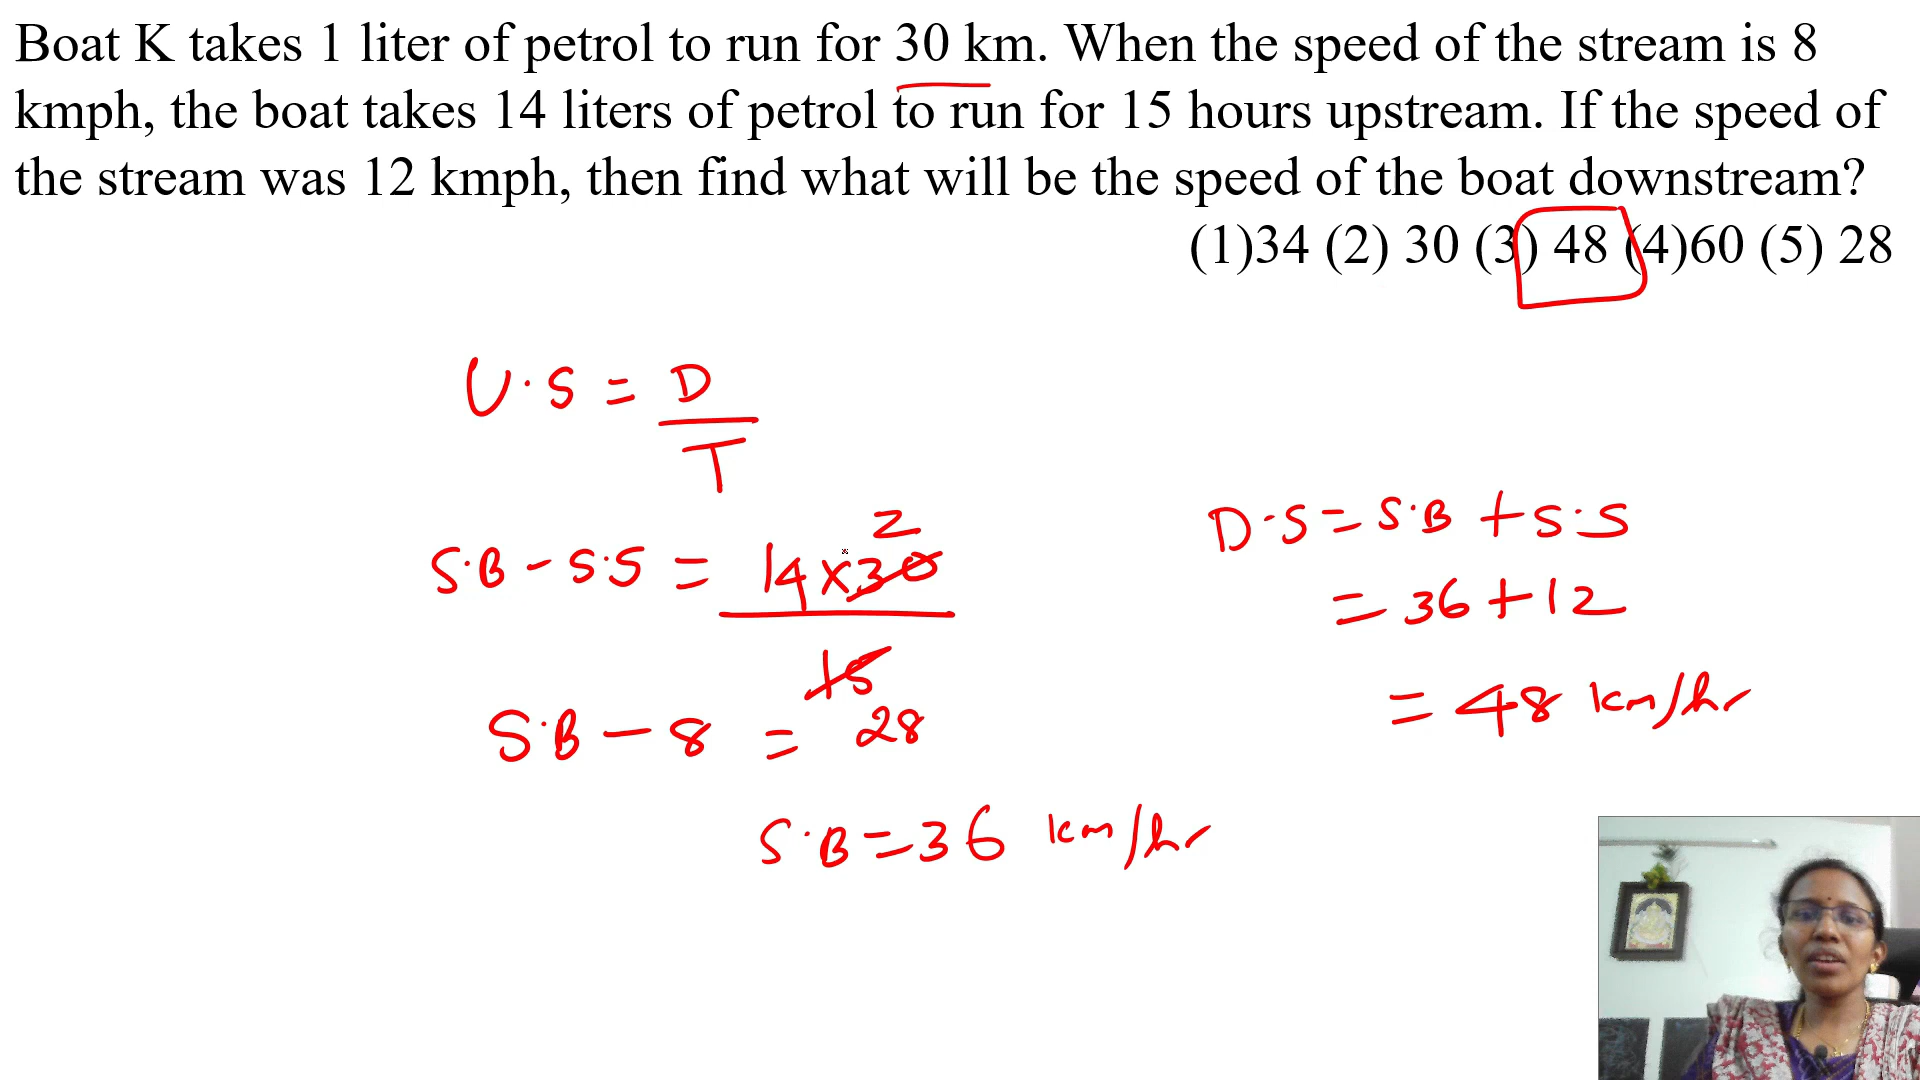 Boat K takes 1 liter of petrol to run for 30 km. When the speed of the stream is 8
kmph, the boat takes 14 liters of petrol to run for 15 hours upstream. If the speed of
the stream was 12 kmph, then find what will be the speed of the boat downstream?
(1)34 (2) 30 (3) 48 (4)60 (5) 28
U.S = D
T
S.B - S.S = 14 x 30 2
15
S.B - 8 = 28
S.B = 36 km/hr
D.S = S.B + S.S
= 36 + 12
= 48 km/hr